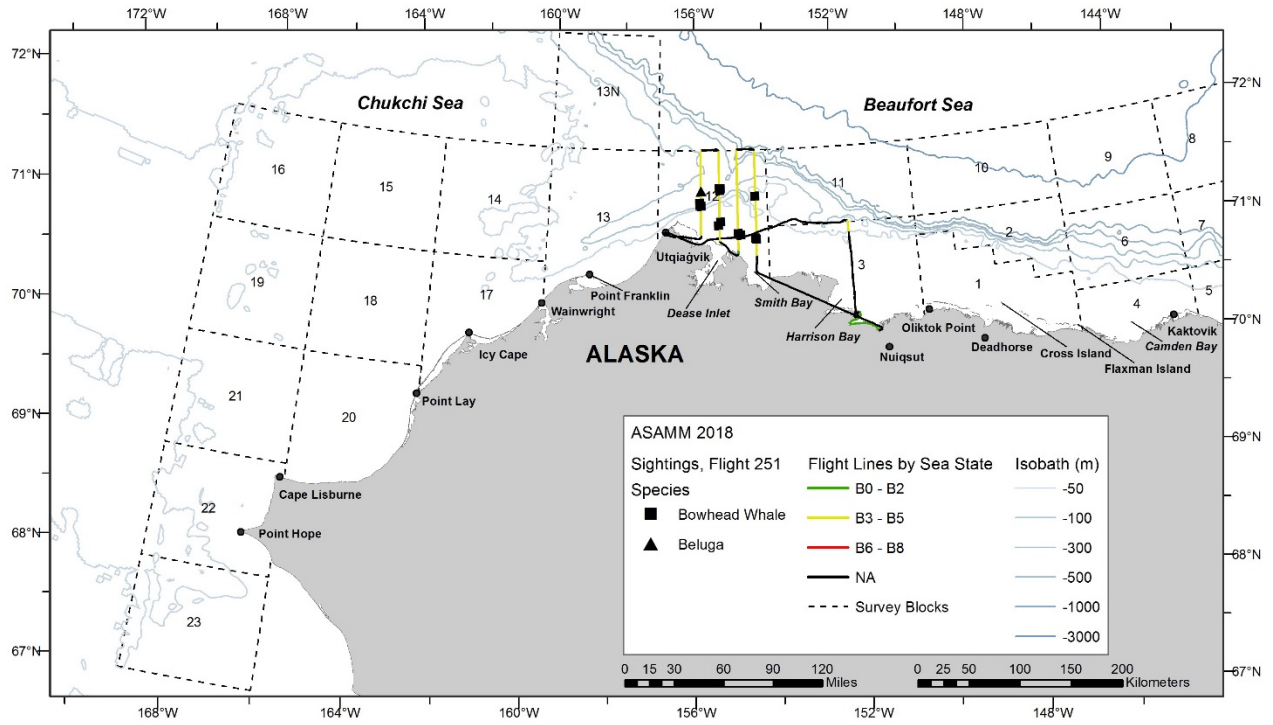 172°W 168°W 164°W 160°W 156°W 152°W 148°W 144°W
72°N
72°N
Chukchi Sea
Beaufort Sea
13N
8
9
10
16
15
11
71°N
71°N
14
12
13
7
2
6
Utqiaġvik
3
19
18
17
1
5
4
70°N
70°N
Point Franklin
Wainwright
Dease Inlet
Smith Bay
Harrison Bay
Oliktok Point
Kaktovik
Camden Bay
Nuiqsut
Deadhorse
Cross Island
Flaxman Island
ALASKA
Icy Cape
21
20
Point Lay
69°N
69°N
Cape Lisburne
22
Point Hope
68°N
68°N
23
67°N
67°N
ASAMM 2018
Sightings, Flight 251
Species
Bowhead Whale
Beluga
Flight Lines by Sea State
B0 - B2
B3 - B5
B6 - B8
NA
Survey Blocks
Isobath (m)
-50
-100
-300
-500
-1000
-3000
0 15 30 60 90 120
Miles
0 25 50 100 150 200
Kilometers
168°W 164°W 160°W 156°W 152°W 148°W